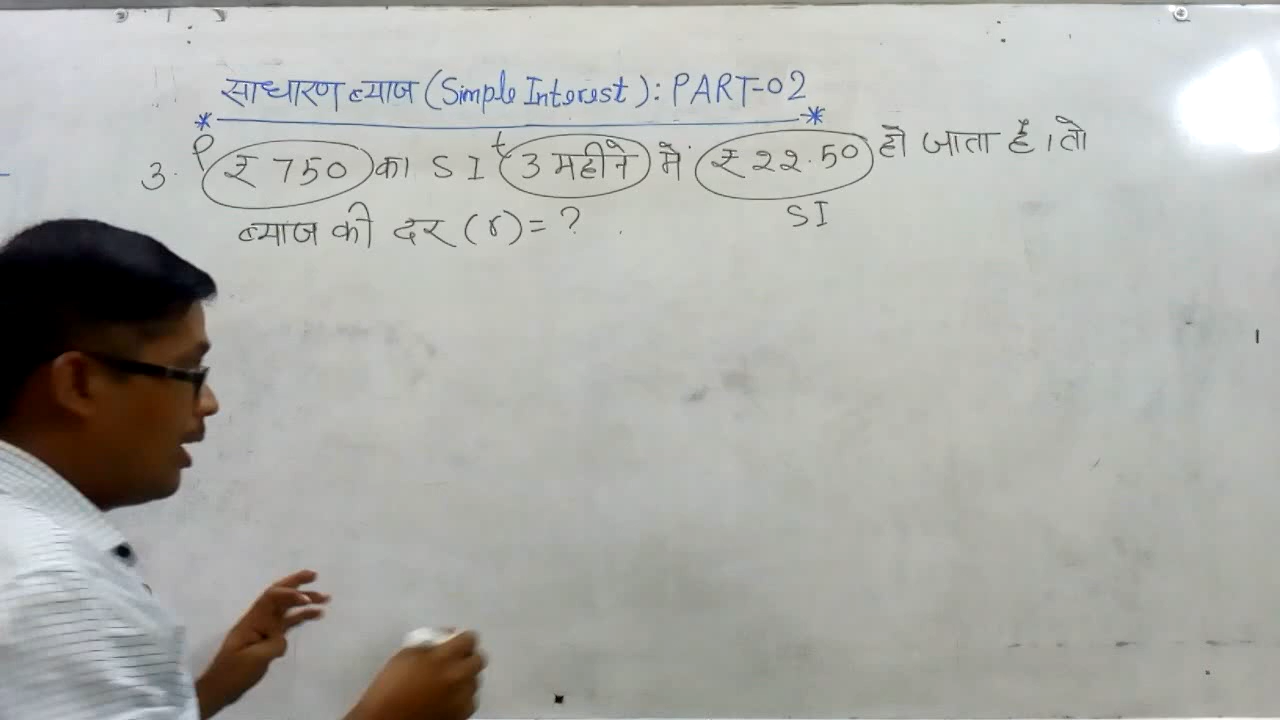 साधारण ब्याज (Simple Interest): PART-02
* *
3. P ₹ 750 का SI t 3 महीने में ₹ 22.50 हो जाता है। तो
ब्याज की दर (r) = ?
SI